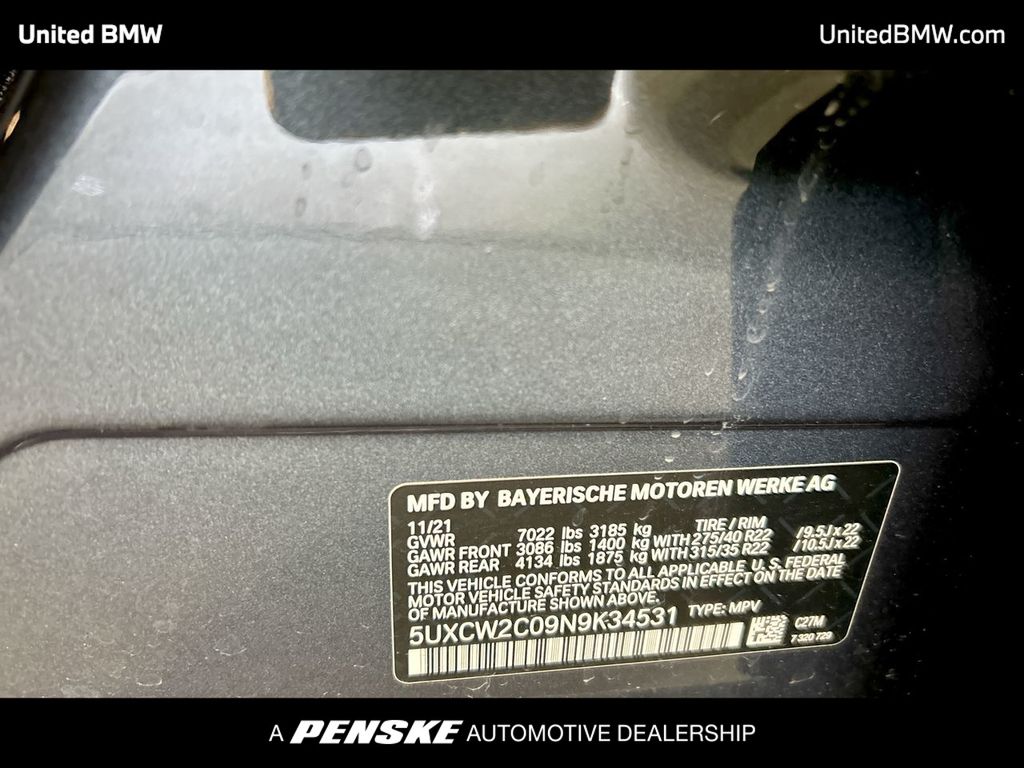 United BMW
UnitedBMW.com
MFD BY BAYERISCHE MOTOREN WERKE AG
11/21
TIRE / RIM
GVWR 7022 lbs 3185 kg
GAWR FRONT 3086 lbs 1400 kg WITH 275/40 R22 /9.5J x 22
GAWR REAR 4134 lbs 1875 kg WITH 315/35 R22 /10.5J x 22
THIS VEHICLE CONFORMS TO ALL APPLICABLE U. S. FEDERAL
MOTOR VEHICLE SAFETY STANDARDS IN EFFECT ON THE DATE
OF MANUFACTURE SHOWN ABOVE.
5UXCW2C09N9K34531 TYPE: MPV
C27M
7 320 729
A PENSKE AUTOMOTIVE DEALERSHIP